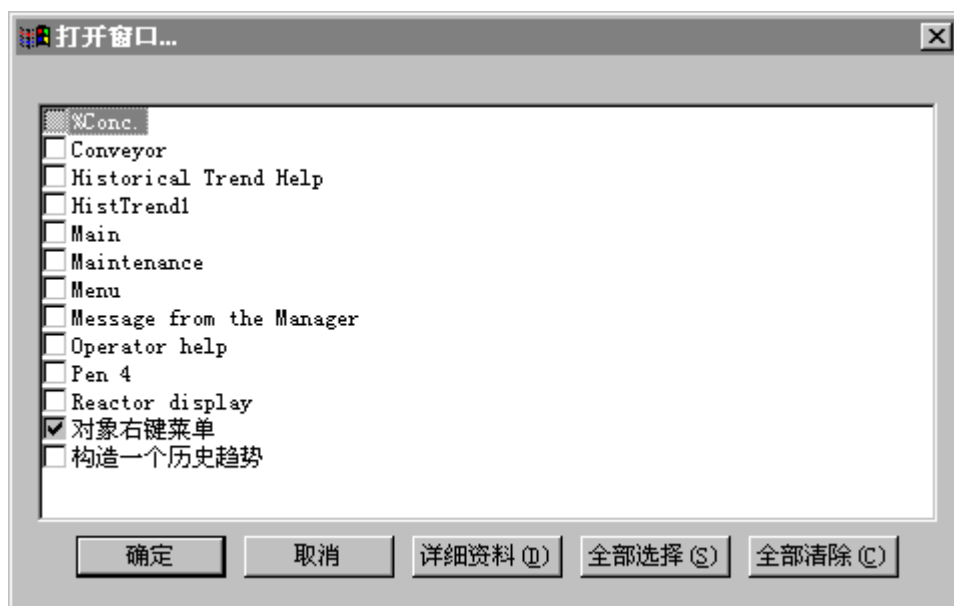 打开窗口...
%Conc.
Conveyor
Historical Trend Help
HistTrend1
Main
Maintenance
Menu
Message from the Manager
Operator help
Pen 4
Reactor display
对象右键菜单
构造一个历史趋势
确定 取消 详细资料(D) 全部选择(S) 全部清除(C)